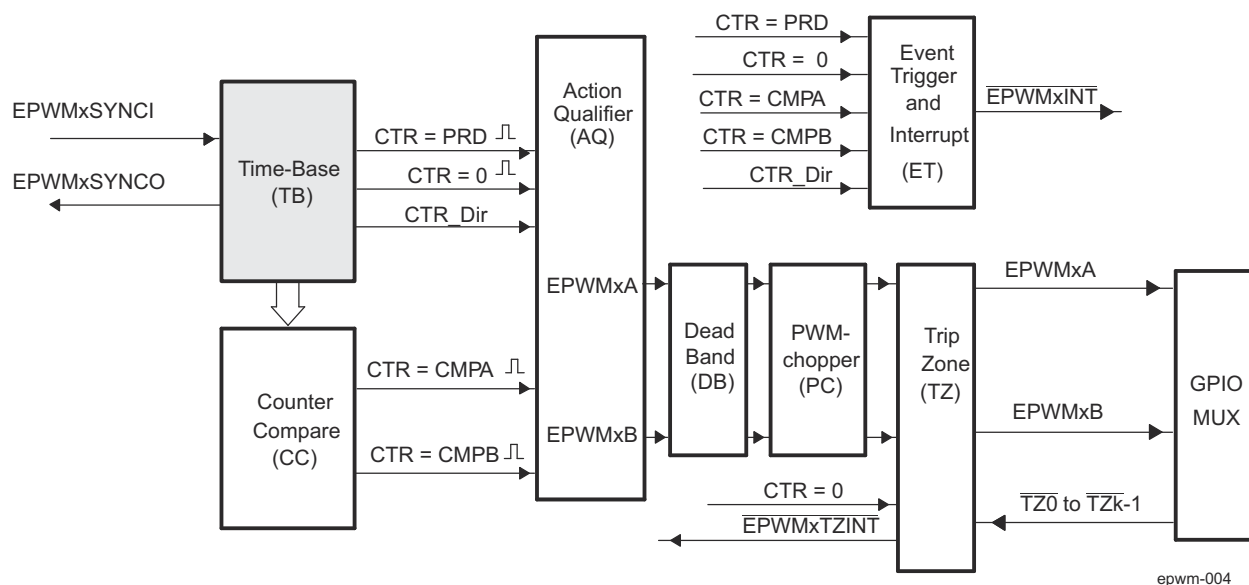 EPWMxSYNCI
EPWMxSYNCO
Time-Base
(TB)
CTR = PRD
CTR = 0
CTR_Dir
Counter
Compare
(CC)
CTR = CMPA
CTR = CMPB
Action
Qualifier
(AQ)
EPWMxA
EPWMxB
CTR = PRD
CTR = 0
CTR = CMPA
CTR = CMPB
CTR_Dir
Event
Trigger
and
Interrupt
(ET)
EPWMxINT
Dead
Band
(DB)
PWM-
chopper
(PC)
Trip
Zone
(TZ)
CTR = 0
EPWMxTZINT
EPWMxA
EPWMxB
TZ0 to TZk-1
GPIO
MUX
epwm-004